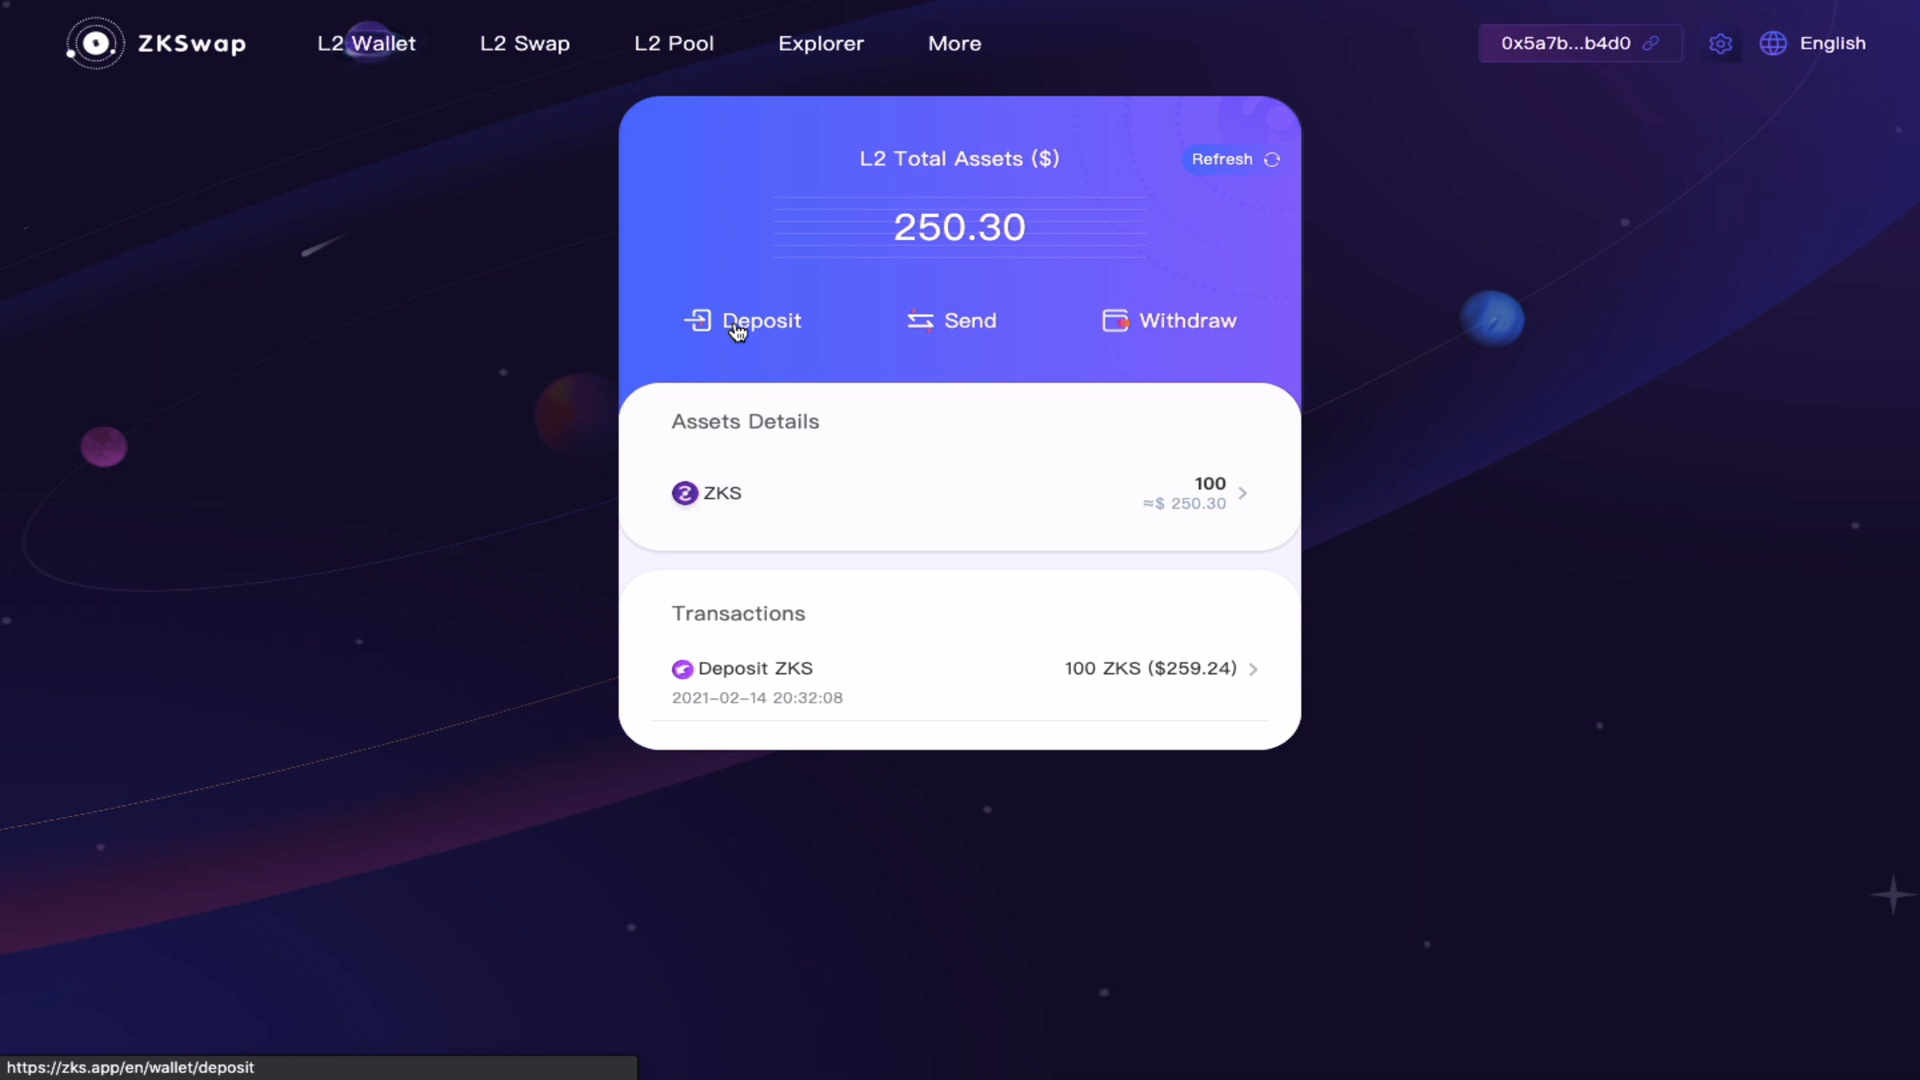 ZKSwap
L2 Wallet
L2 Swap
L2 Pool
Explorer
More
0x5a7b...b4d0
English
L2 Total Assets ($)
Refresh
250.30
Deposit
Send
Withdraw
Assets Details
ZKS
100
≈$ 250.30
Transactions
Deposit ZKS
100 ZKS ($259.24)
2021-02-14 20:32:08
https://zks.app/en/wallet/deposit